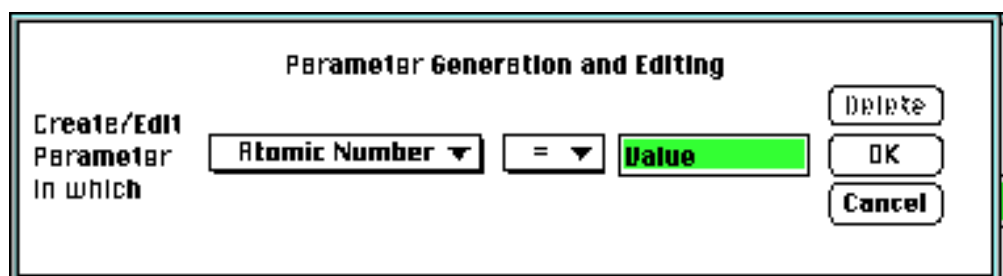 Parameter Generation and Editing
Create/Edit
Parameter
in which
Atomic Number
=
Value
Delete
OK
Cancel